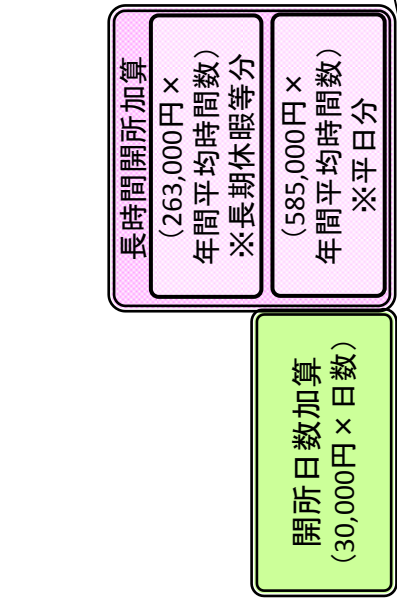 長時間開所加算
（263,000円×
年間平均時間数）
※長期休暇等分
（585,000円×
年間平均時間数）
※平日分
開所日数加算
（30,000円×日数）